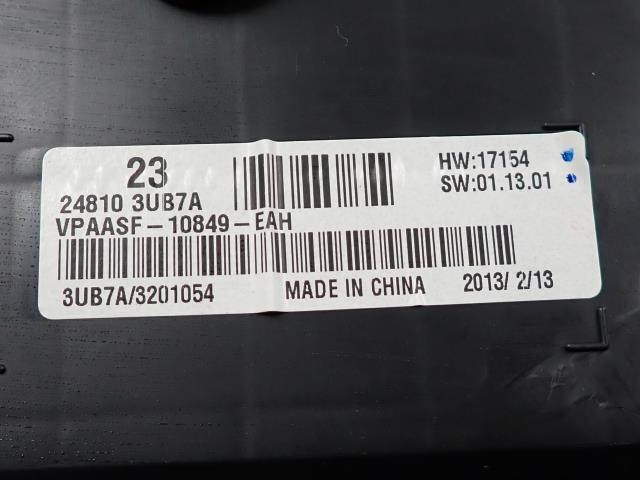 23
24810 3UB7A
HW:17154
SW:01.13.01
VPAASF-10849-EAH
3UB7A/3201054 MADE IN CHINA 2013/ 2/13